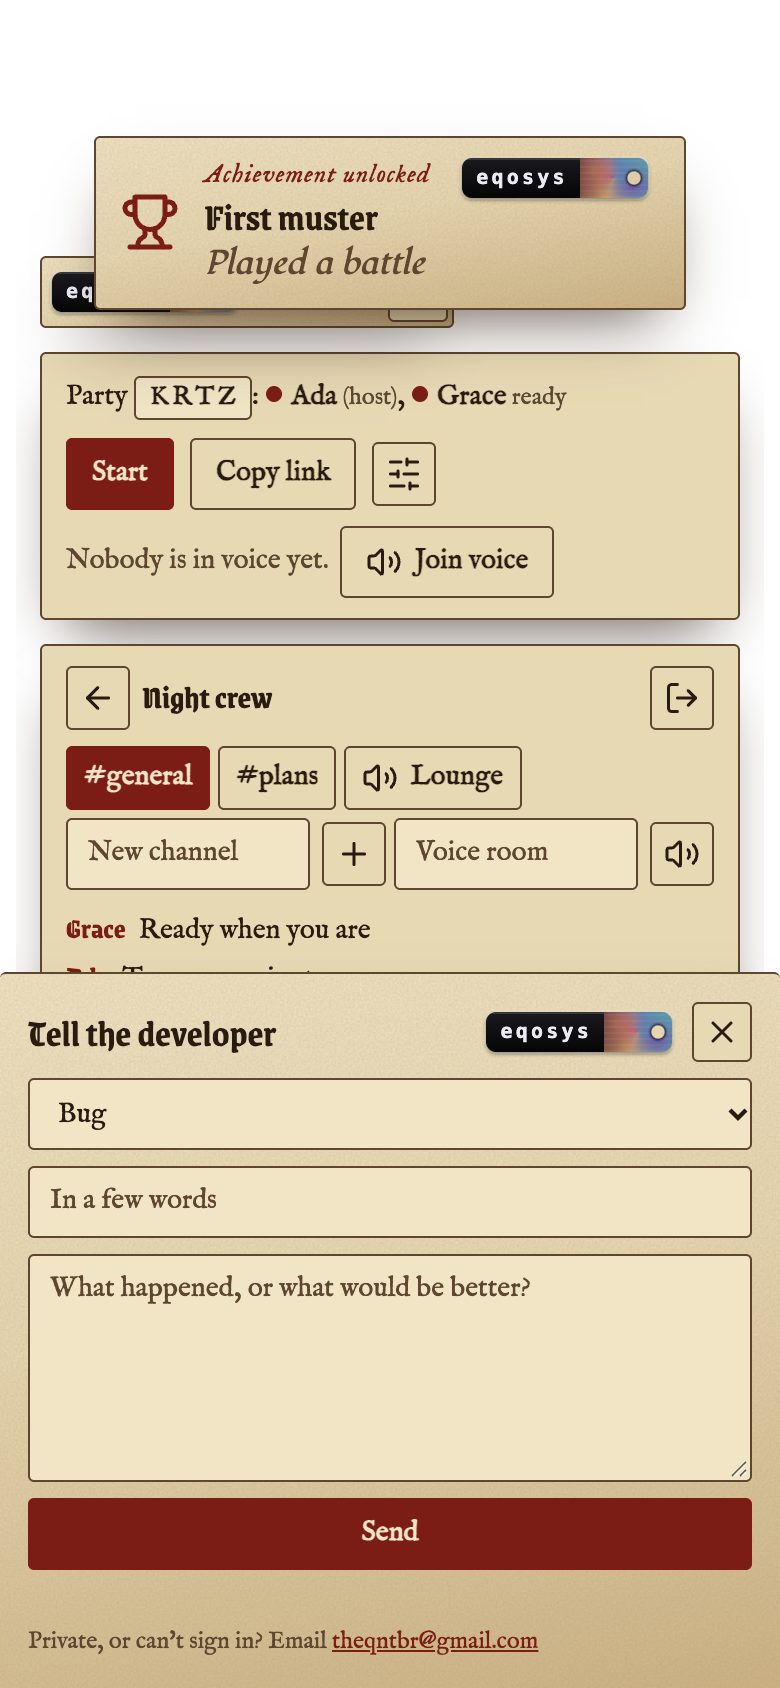 Achievement unlocked
eqosys
First muster
Played a battle
eq
Party KRTZ: Ada (host), Grace ready
Start
Copy link
Nobody is in voice yet.
Join voice
Night crew
#general
#plans
Lounge
New channel
Voice room
Grace Ready when you are
Tell the developer
eqosys
Bug
In a few words
What happened, or what would be better?
Send
Private, or can’t sign in? Email theqntbr@gmail.com